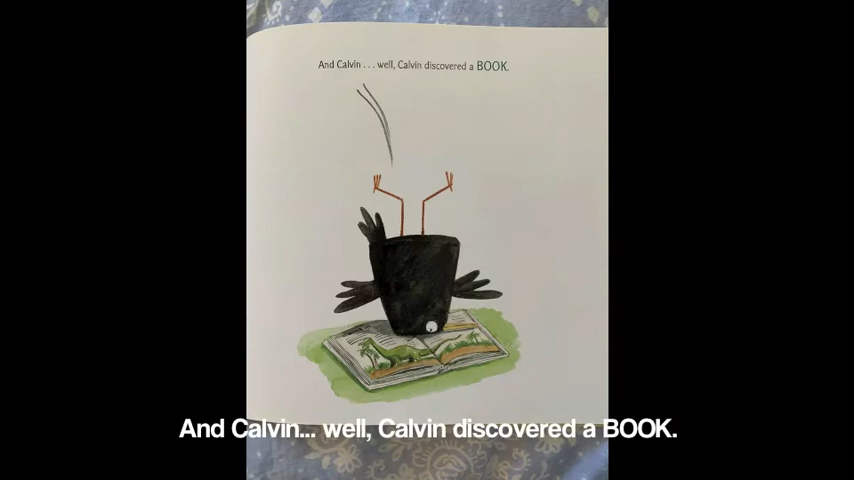 And Calvin . . . well, Calvin discovered a BOOK.
And Calvin... well, Calvin discovered a BOOK.